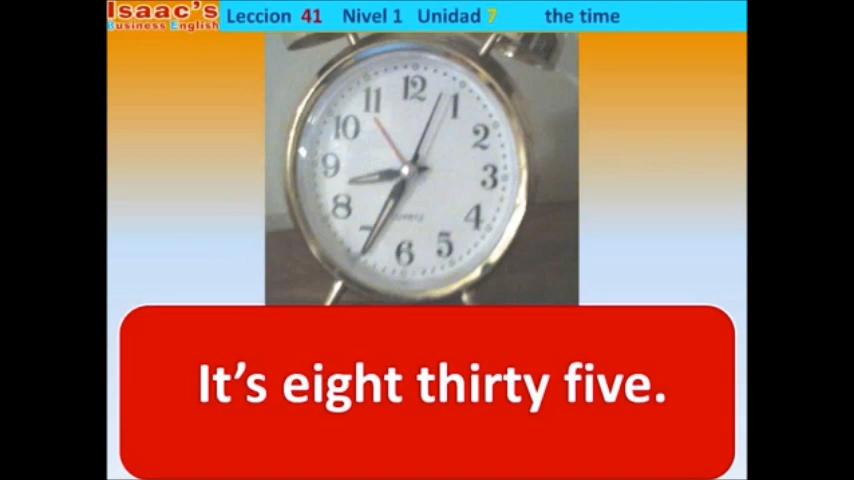 Isaac's
Business English
Leccion 41 Nivel 1 Unidad 7 the time
12
11 1
10 2
9 3
8 4
7 5
6
It's eight thirty five.